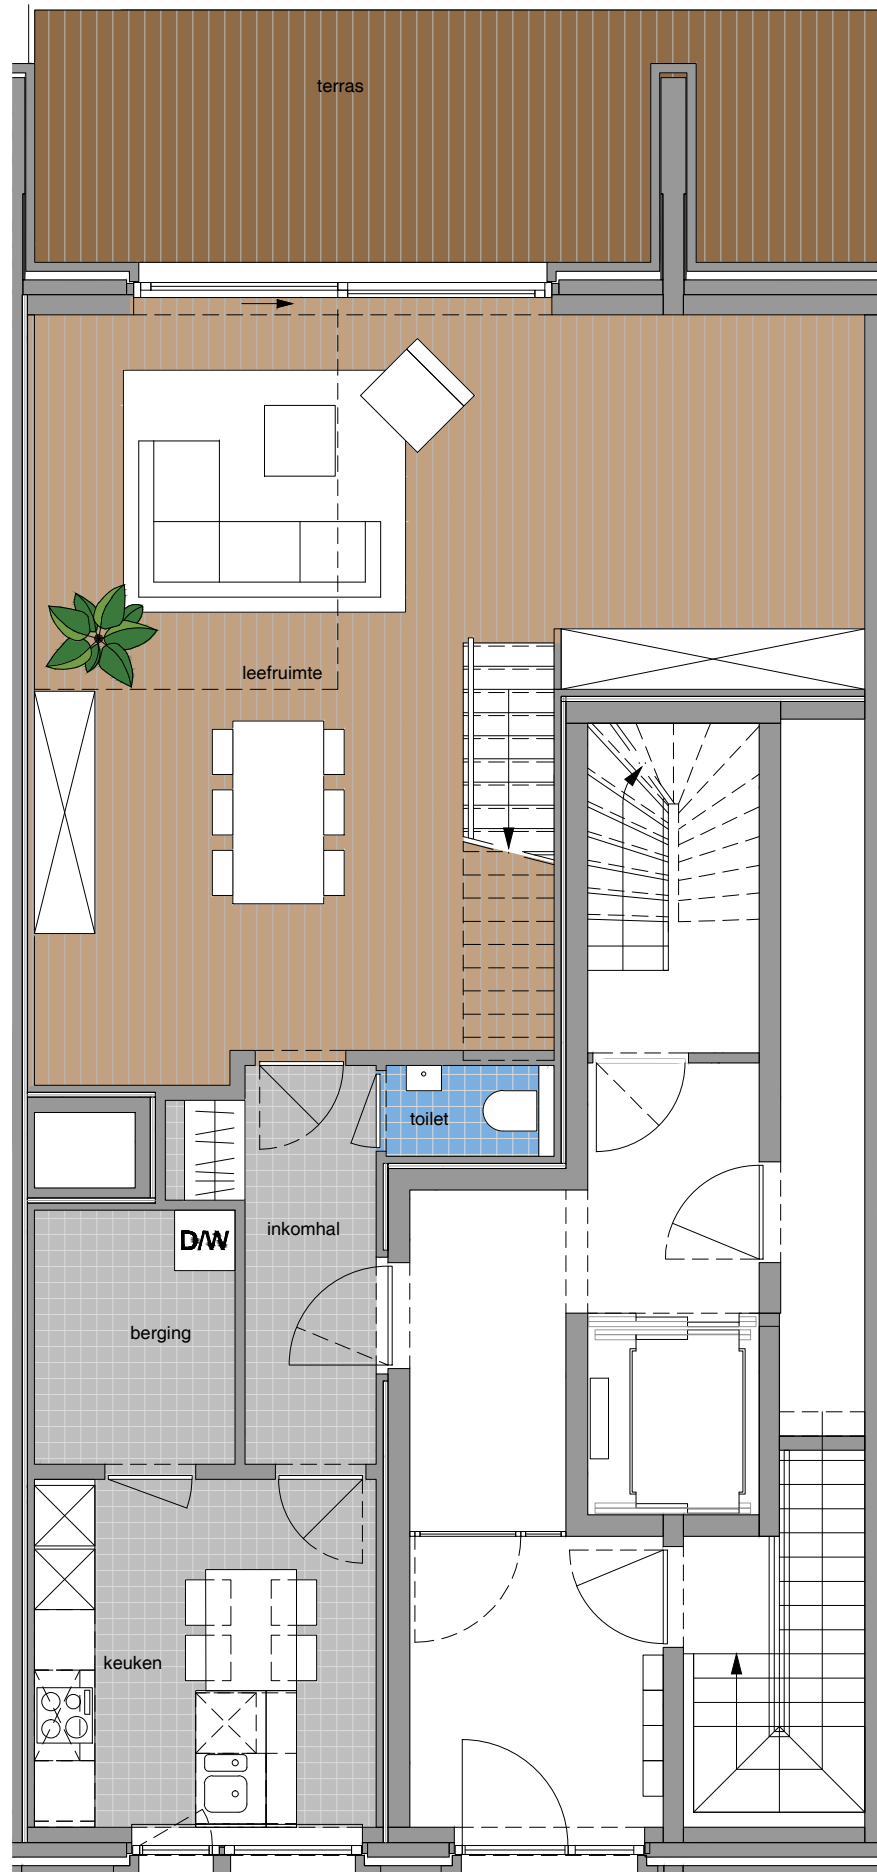 terras
leefruimte
toilet
inkomhal
D/W
berging
keuken